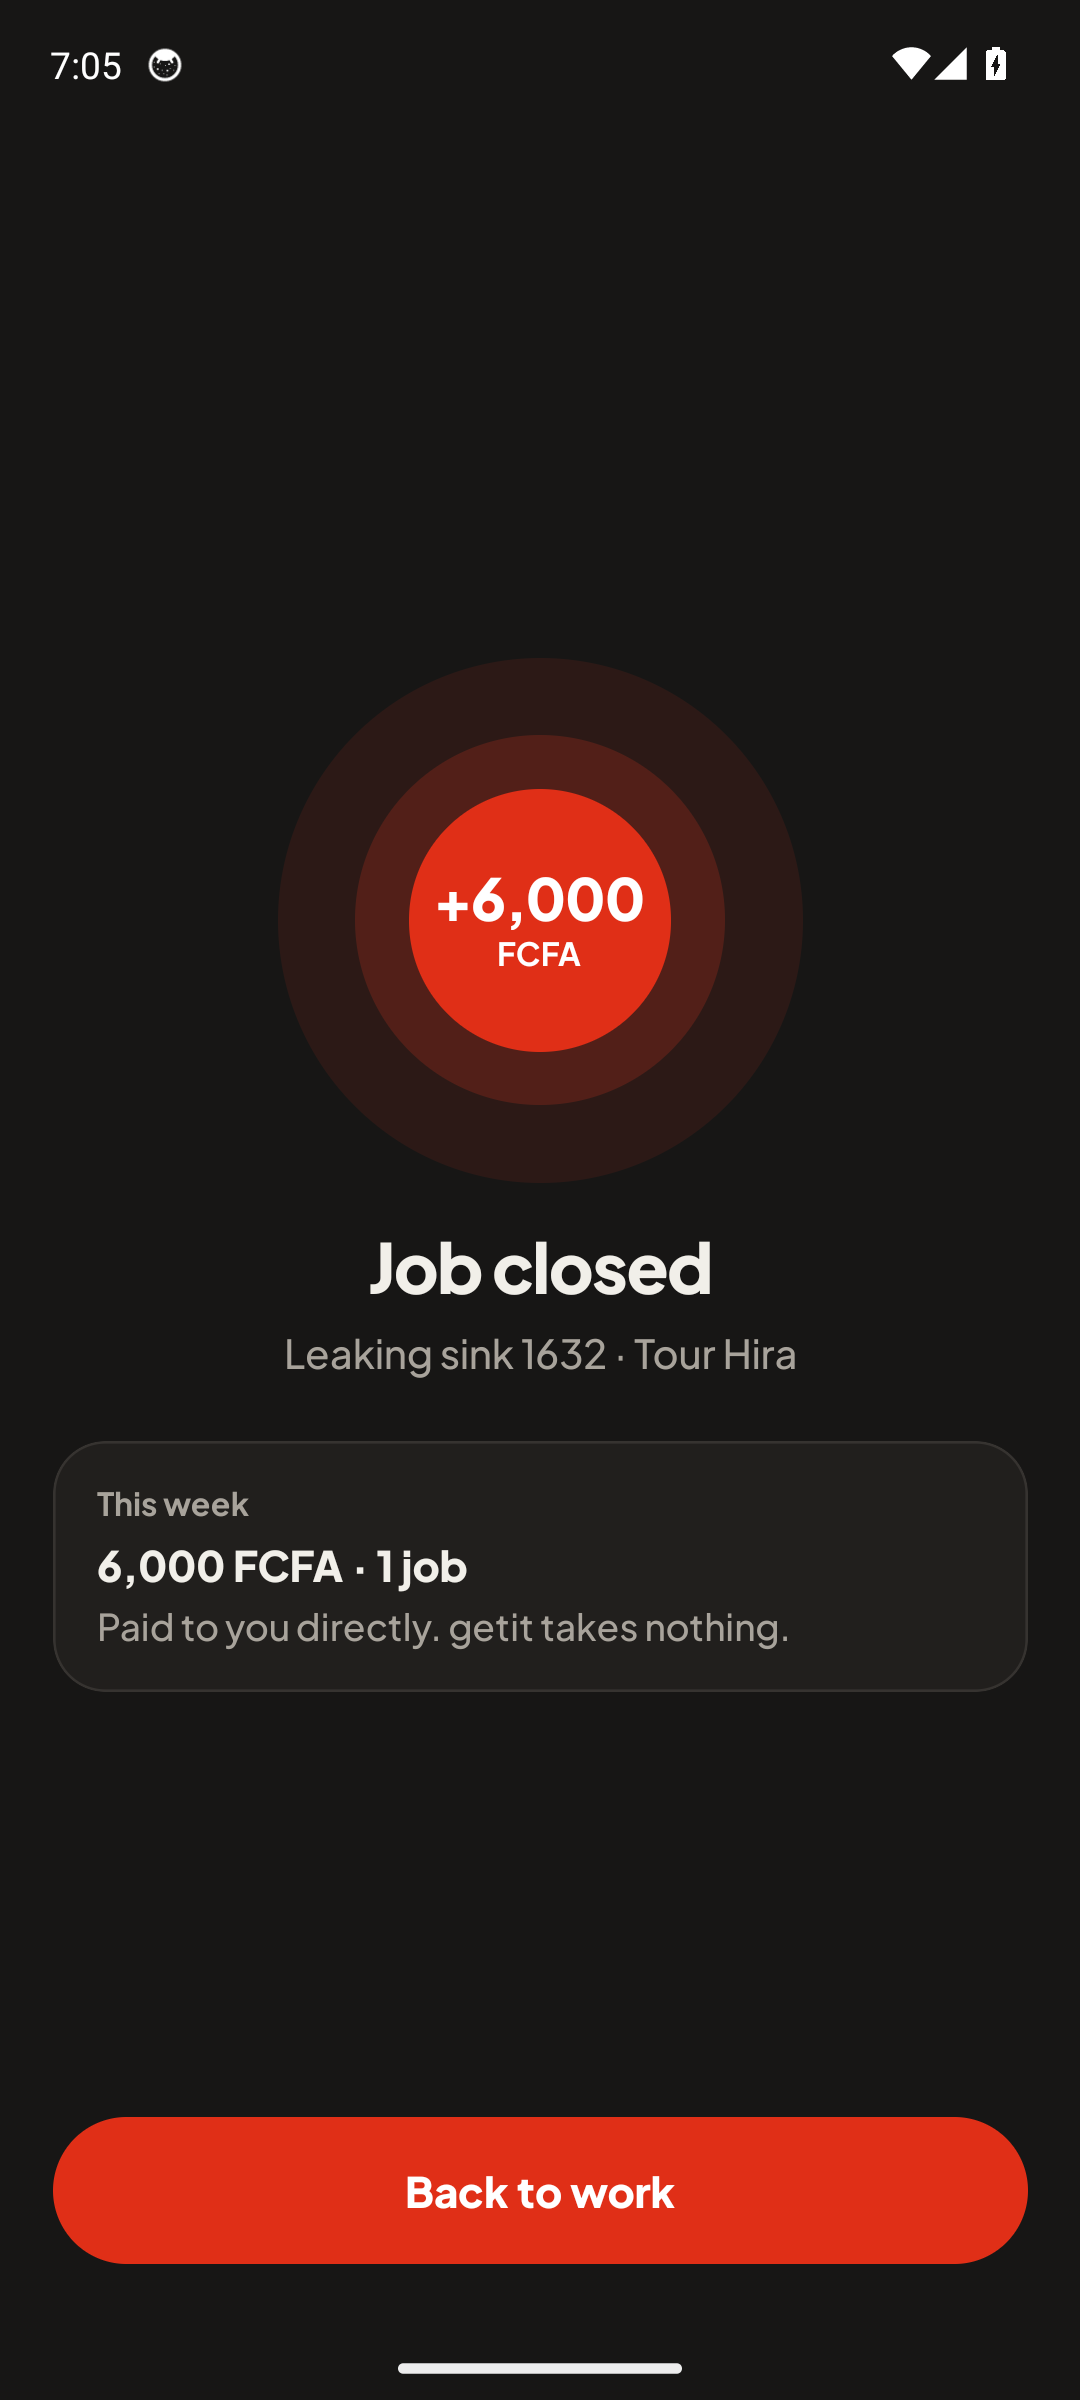 7:05
+6,000
FCFA
Job closed
Leaking sink 1632 · Tour Hira
This week
6,000 FCFA · 1 job
Paid to you directly. getit takes nothing.
Back to work